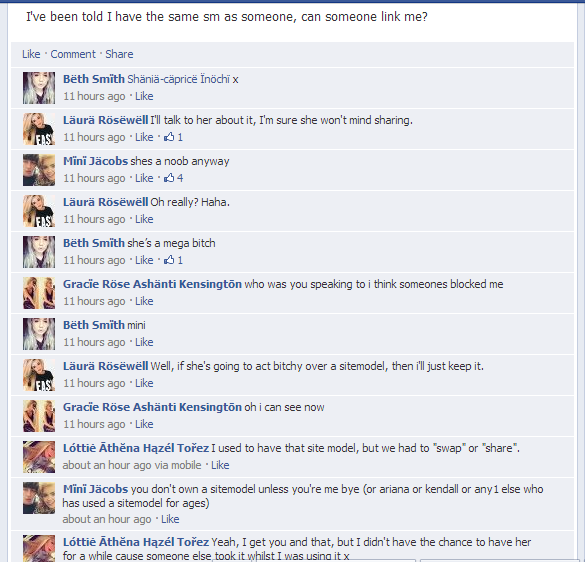 I've been told I have the same sm as someone, can someone link me?
Like · Comment · Share
Bëth Smïth Shäniä-cäpricë Ïnöchï x
11 hours ago · Like
Läurä Rösëwëll I'll talk to her about it, I'm sure she won't mind sharing.
11 hours ago · Like · 1
Mïnï Jäcobs shes a noob anyway
11 hours ago · Like · 4
Läurä Rösëwëll Oh really? Haha.
11 hours ago · Like
Bëth Smïth she's a mega bitch
11 hours ago · Like · 1
Gracïe Röse Ashänti Kensingtōn who was you speaking to i think someones blocked me
11 hours ago · Like
Bëth Smïth mini
11 hours ago · Like
Läurä Rösëwëll Well, if she's going to act bitchy over a sitemodel, then i'll just keep it.
11 hours ago · Like
Gracïe Röse Ashänti Kensingtōn oh i can see now
11 hours ago · Like
Lóttiė Āthĕna Hązél Tořez I used to have that site model, but we had to "swap" or "share".
about an hour ago via mobile · Like
Mïnï Jäcobs you don't own a sitemodel unless you're me bye (or ariana or kendall or any1 else who
has used a sitemodel for ages)
about an hour ago · Like
Lóttiė Āthĕna Hązél Tořez Yeah, I get you and that, but I didn't have the chance to have her
for a while cause someone else took it whilst I was using it x